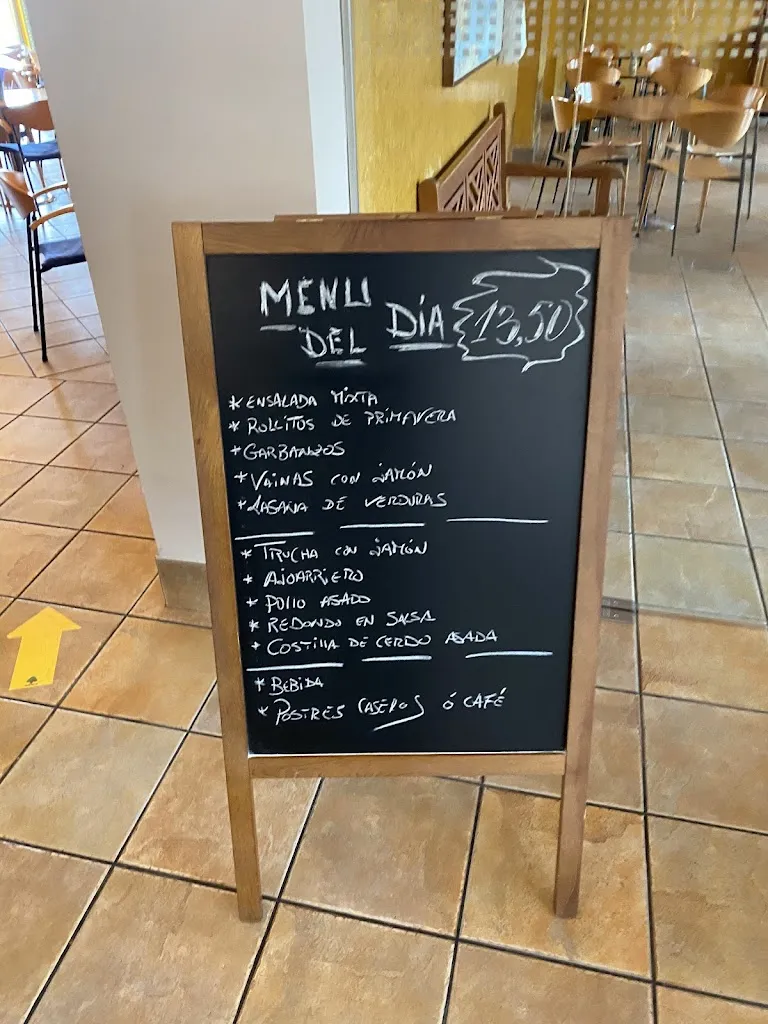 MENU
DEL DÍA 13,50
* ENSALADA MIXTA
* ROLLITOS DE PRIMAVERA
* GARBANZOS
* VAINAS CON JAMÓN
* LASAÑA DE VERDURAS
* TRUCHA CON JAMÓN
* AJOARRIERO
* POLLO ASADO
* REDONDO EN SALSA
* COSTILLA DE CERDO ASADA
* BEBIDA
* POSTRES CASEROS Ó CAFÉ